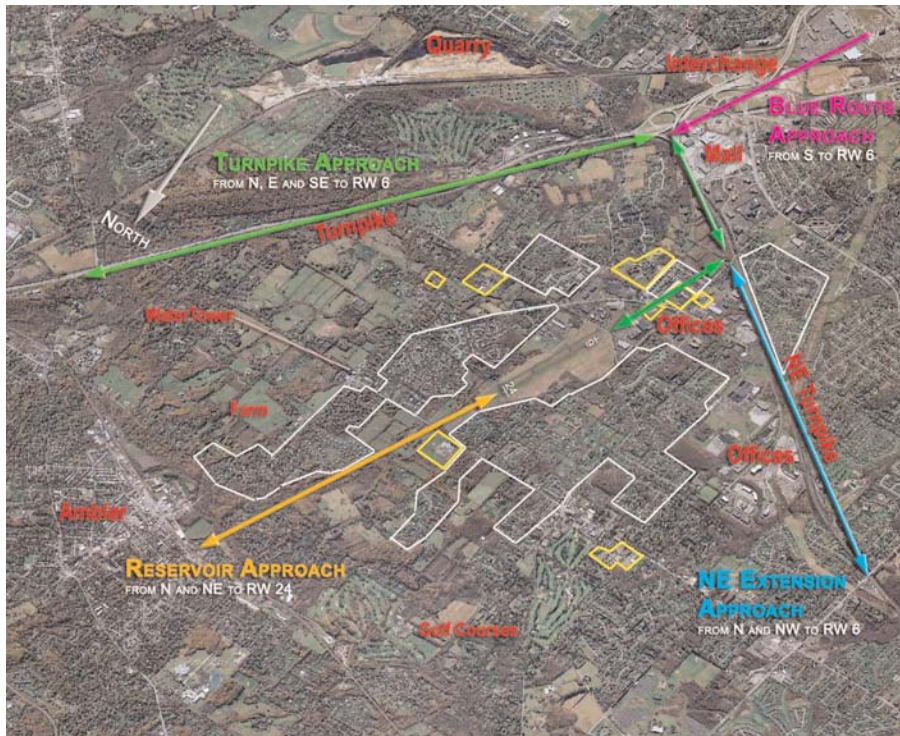 Quarry
Interchange
BLUE ROUTE
APPROACH
FROM S TO RW 6
Mall
TURNPIKE APPROACH
FROM N, E AND SE TO RW 6
NORTH
Turnpike
Watertower
Offices
6
24
Farm
NE Turnpike
Offices
Ambler
RESERVOIR APPROACH
FROM N AND NE TO RW 24
NE EXTENSION
APPROACH
FROM N AND NW TO RW 6
Golf Courses